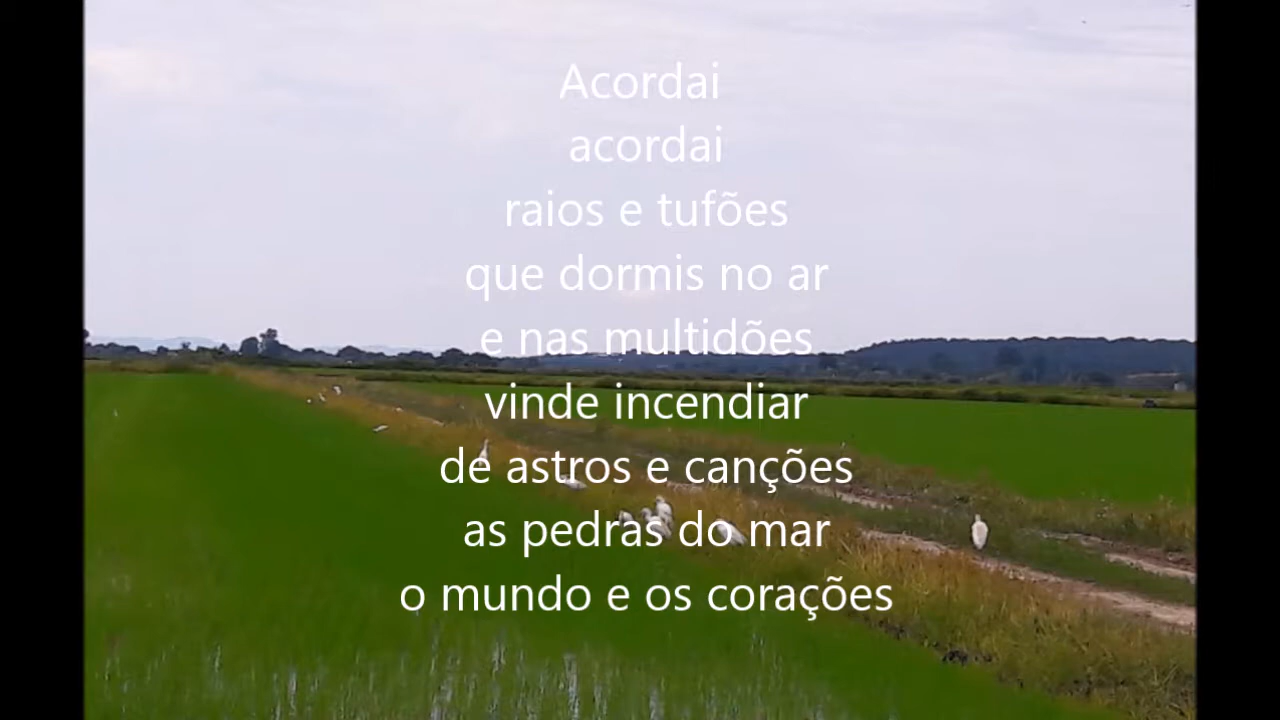 Acordai
acordai
raios e tufões
que dormis no ar
e nas multidões
vinde incendiar
de astros e canções
as pedras do mar
o mundo e os corações